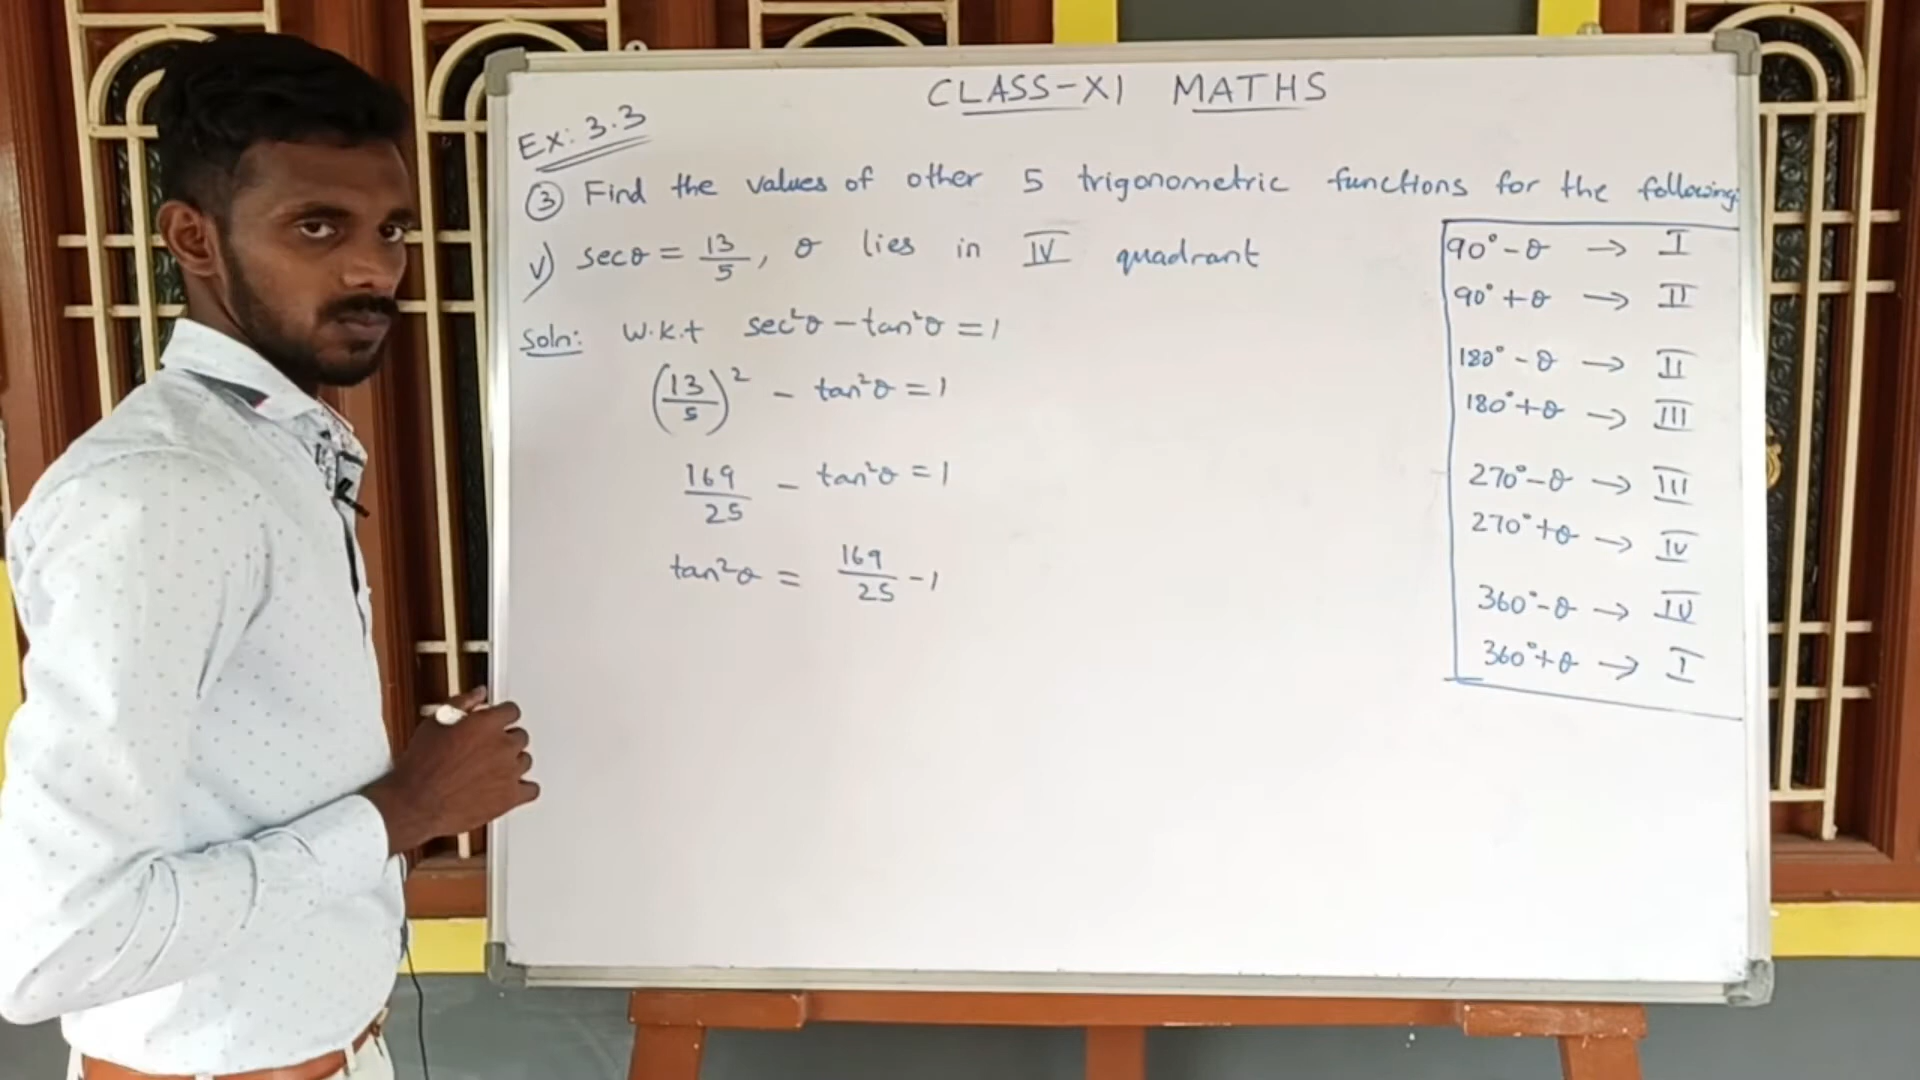 CLASS-XI MATHS
Ex: 3.3
③ Find the values of other 5 trigonometric functions for the following:
v) secθ = 13/5, θ lies in IV quadrant
Soln: W.K.t sec²θ - tan²θ = 1
(13/5)² - tan²θ = 1
169/25 - tan²θ = 1
tan²θ = 169/25 - 1
90° - θ → I
90° + θ → II
180° - θ → II
180° + θ → III
270° - θ → III
270° + θ → IV
360° - θ → IV
360° + θ → I